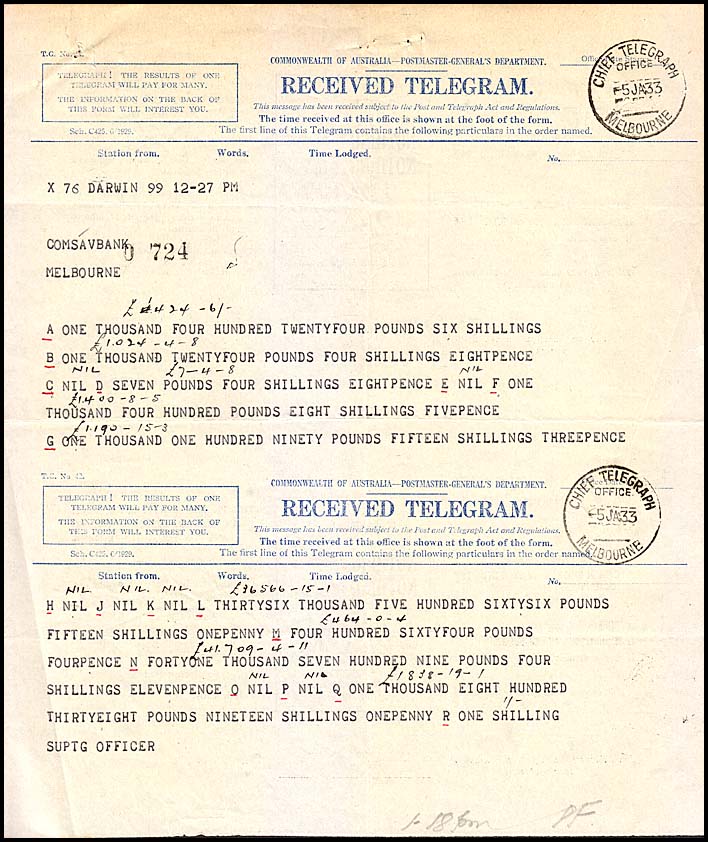 T.C. No. 42.
COMMONWEALTH OF AUSTRALIA—POSTMASTER-GENERAL'S DEPARTMENT.
TELEGRAPH! THE RESULTS OF ONE
TELEGRAM WILL PAY FOR MANY.
THE INFORMATION ON THE BACK OF
THIS FORM WILL INTEREST YOU.
RECEIVED TELEGRAM.
CHIEF TELEGRAPH
OFFICE
5JA33
MELBOURNE
This message has been received subject to the Post and Telegraph Act and Regulations.
The time received at this office is shown at the foot of the form.
Sch. C425. 6/1929.
The first line of this Telegram contains the following particulars in the order named.
Station from. Words. Time Lodged. No.
X 76 DARWIN 99 12-27 PM
COMSAVBANK
0 724
MELBOURNE
£1424-6/-
A ONE THOUSAND FOUR HUNDRED TWENTYFOUR POUNDS SIX SHILLINGS
£1.024-4-8
B ONE THOUSAND TWENTYFOUR POUNDS FOUR SHILLINGS EIGHTPENCE
NIL £7-4-8 NIL
C NIL D SEVEN POUNDS FOUR SHILLINGS EIGHTPENCE E NIL F ONE
£1.400-8-5
THOUSAND FOUR HUNDRED POUNDS EIGHT SHILLINGS FIVEPENCE
£1.190-15-3
G ONE THOUSAND ONE HUNDRED NINETY POUNDS FIFTEEN SHILLINGS THREEPENCE
T.C. No. 42.
COMMONWEALTH OF AUSTRALIA—POSTMASTER-GENERAL'S DEPARTMENT.
TELEGRAPH! THE RESULTS OF ONE
TELEGRAM WILL PAY FOR MANY.
THE INFORMATION ON THE BACK OF
THIS FORM WILL INTEREST YOU.
RECEIVED TELEGRAM.
CHIEF TELEGRAPH
OFFICE.
5JA33
MELBOURNE
This message has been received subject to the Post and Telegraph Act and Regulations.
The time received at this office is shown at the foot of the form.
Sch. C425. 6/1929.
The first line of this Telegram contains the following particulars in the order named.
Station from. Words. Time Lodged. No.
NIL. NIL. NIL. £36566-15-1
H NIL J NIL K NIL L THIRTYSIX THOUSAND FIVE HUNDRED SIXTYSIX POUNDS
£464-0-4
FIFTEEN SHILLINGS ONEPENNY M FOUR HUNDRED SIXTYFOUR POUNDS
£41.709-4-11
FOURPENCE N FORTYONE THOUSAND SEVEN HUNDRED NINE POUNDS FOUR
NIL NIL £1838-19-1
SHILLINGS ELEVENPENCE O NIL P NIL Q ONE THOUSAND EIGHT HUNDRED
1/-
THIRTYEIGHT POUNDS NINETEEN SHILLINGS ONEPENNY R ONE SHILLING
SUPTG OFFICER